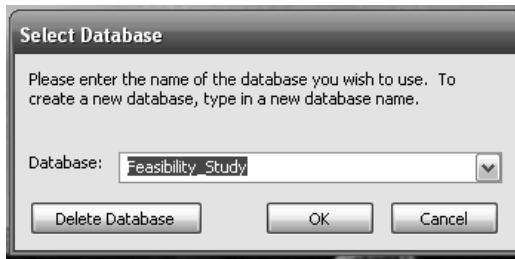 Select Database
Please enter the name of the database you wish to use. To
create a new database, type in a new database name.
Database: Feasibility_Study
Delete Database OK Cancel